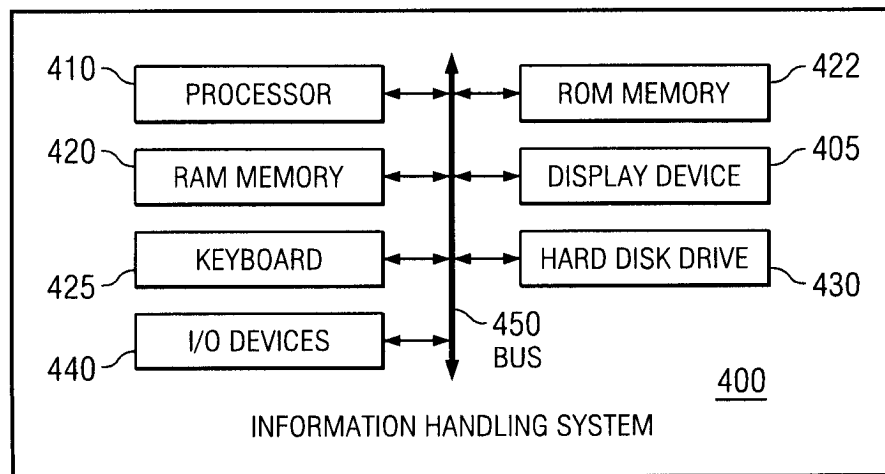 410
PROCESSOR
ROM MEMORY
422
420
RAM MEMORY
DISPLAY DEVICE
405
KEYBOARD
425
HARD DISK DRIVE
430
I/O DEVICES
440
450
BUS
400
INFORMATION HANDLING SYSTEM